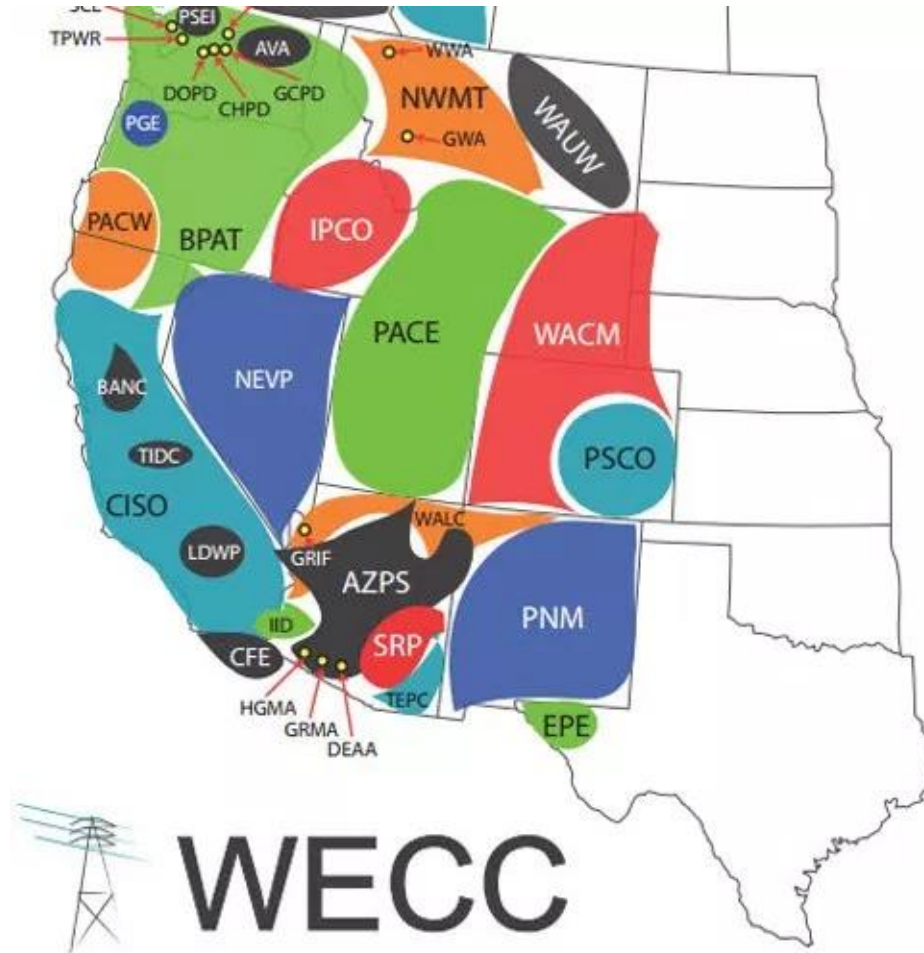 PSEI
TPWR
AVA
DOPD
CHPD
GCPD
WWA
NWMT
GWA
WAUW
PGE
PACW
BPAT
IPCO
PACE
WACM
NEVP
BANC
TIDC
CISO
LDWP
PSCO
WALC
GRIF
AZPS
PNM
IID
CFE
SRP
TEPC
HGMA
GRMA
DEAA
EPE
WECC